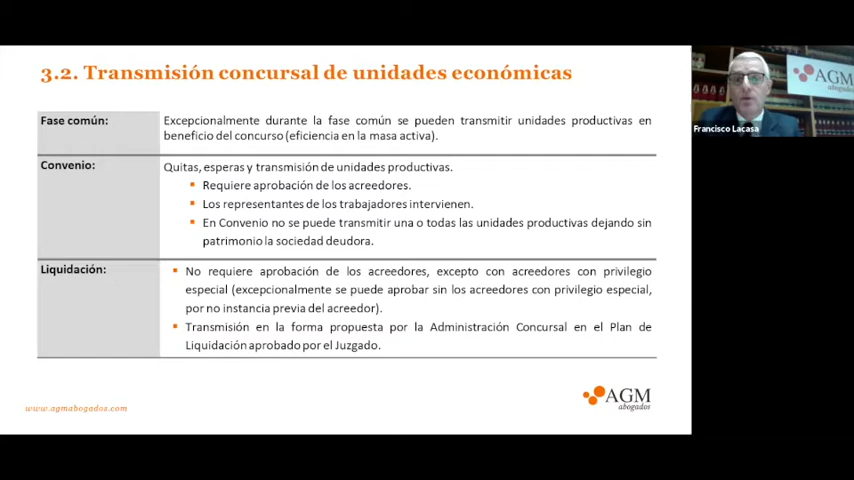 3.2. Transmisión concursal de unidades económicas
Fase común:
Excepcionalmente durante la fase común se pueden transmitir unidades productivas en
beneficio del concurso (eficiencia en la masa activa).
Convenio:
Quitas, esperas y transmisión de unidades productivas.
▪ Requiere aprobación de los acreedores.
▪ Los representantes de los trabajadores intervienen.
▪ En Convenio no se puede transmitir una o todas las unidades productivas dejando sin
patrimonio la sociedad deudora.
Liquidación:
▪ No requiere aprobación de los acreedores, excepto con acreedores con privilegio
especial (excepcionalmente se puede aprobar sin los acreedores con privilegio especial,
por no instancia previa del acreedor).
▪ Transmisión en la forma propuesta por la Administración Concursal en el Plan de
Liquidación aprobado por el Juzgado.
www.agmabogados.com
AGM
abogados
AGM
abogados
Francisco Lacasa